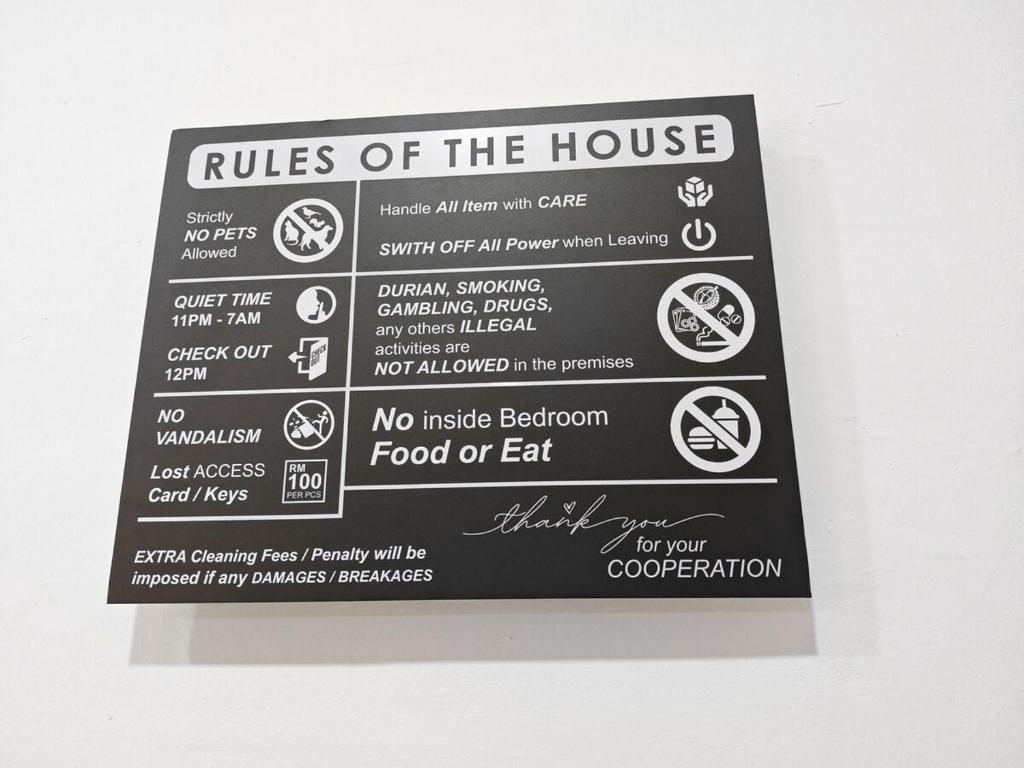 RULES OF THE HOUSE
Strictly
NO PETS
Allowed
QUIET TIME
11PM - 7AM
CHECK OUT
12PM
CHECK
OUT
NO
VANDALISM
Lost ACCESS
Card / Keys
RM
100
PER PCS
Handle All Item with CARE
SWITH OFF All Power when Leaving
DURIAN, SMOKING,
GAMBLING, DRUGS,
any others ILLEGAL
activities are
NOT ALLOWED in the premises
No inside Bedroom
Food or Eat
EXTRA Cleaning Fees / Penalty will be
imposed if any DAMAGES / BREAKAGES
thank you
for your
COOPERATION